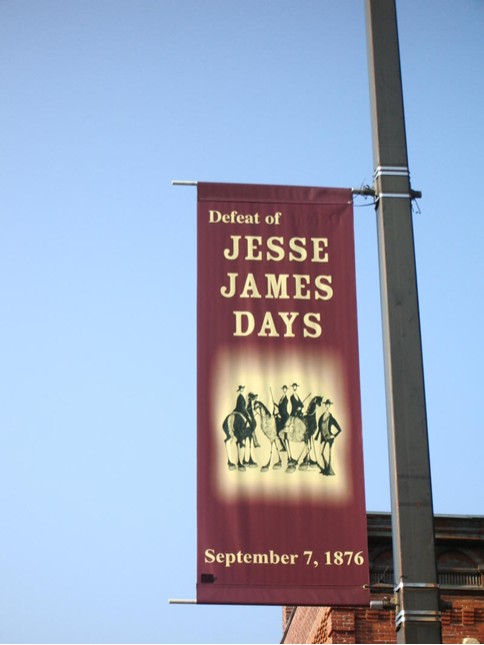 Defeat of
JESSE
JAMES
DAYS
September 7, 1876